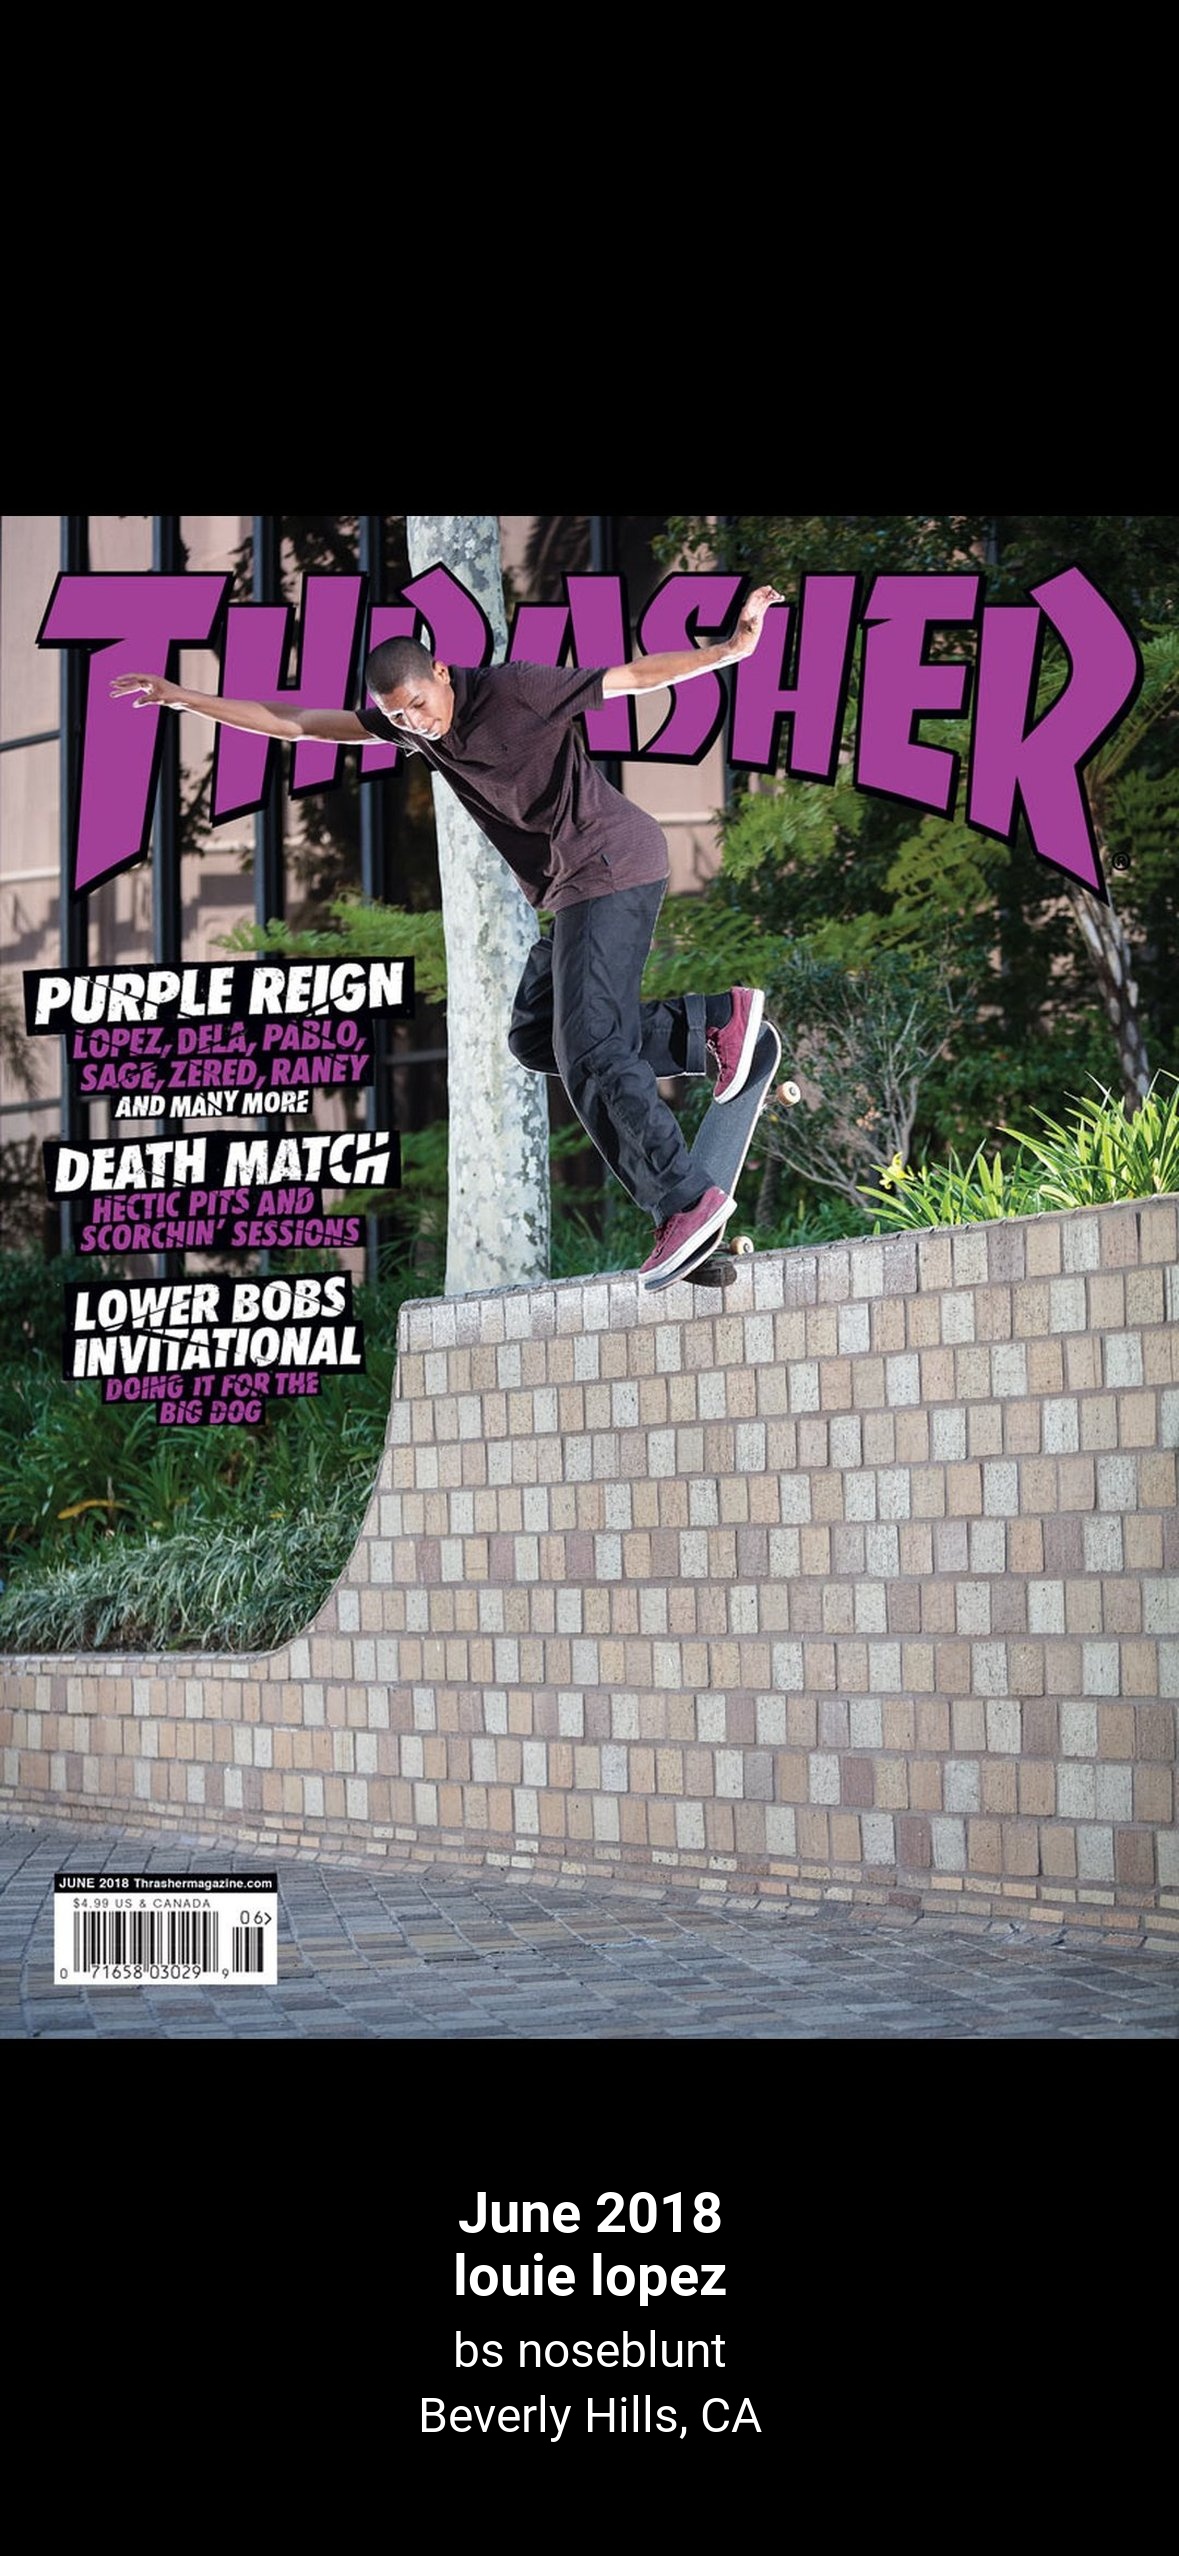 THRASHER
®
PURPLE REIGN
LOPEZ, DELA, PABLO,
SAGE, ZERED, RANEY
AND MANY MORE
DEATH MATCH
HECTIC PITS AND
SCORCHIN' SESSIONS
LOWER BOBS
INVITATIONAL
DOING IT FOR THE
BIG DOG
JUNE 2018 Thrashermagazine.com
$4.99 US & CANADA
06>
0 71658 03029 9
June 2018
louie lopez
bs noseblunt
Beverly Hills, CA